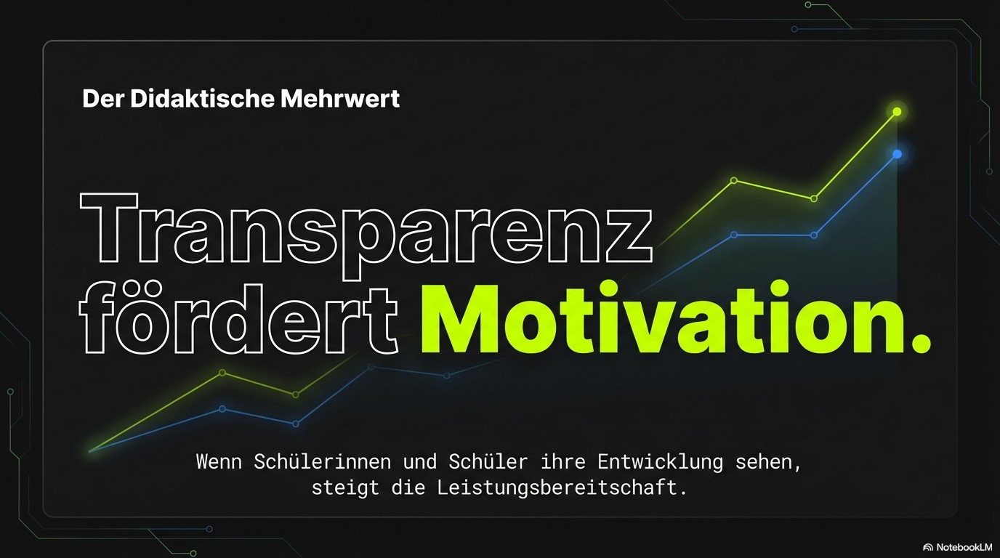 Der Didaktische Mehrwert
Transparenz
fördert Motivation.
Wenn Schülerinnen und Schüler ihre Entwicklung sehen,
steigt die Leistungsbereitschaft.
NotebookLM